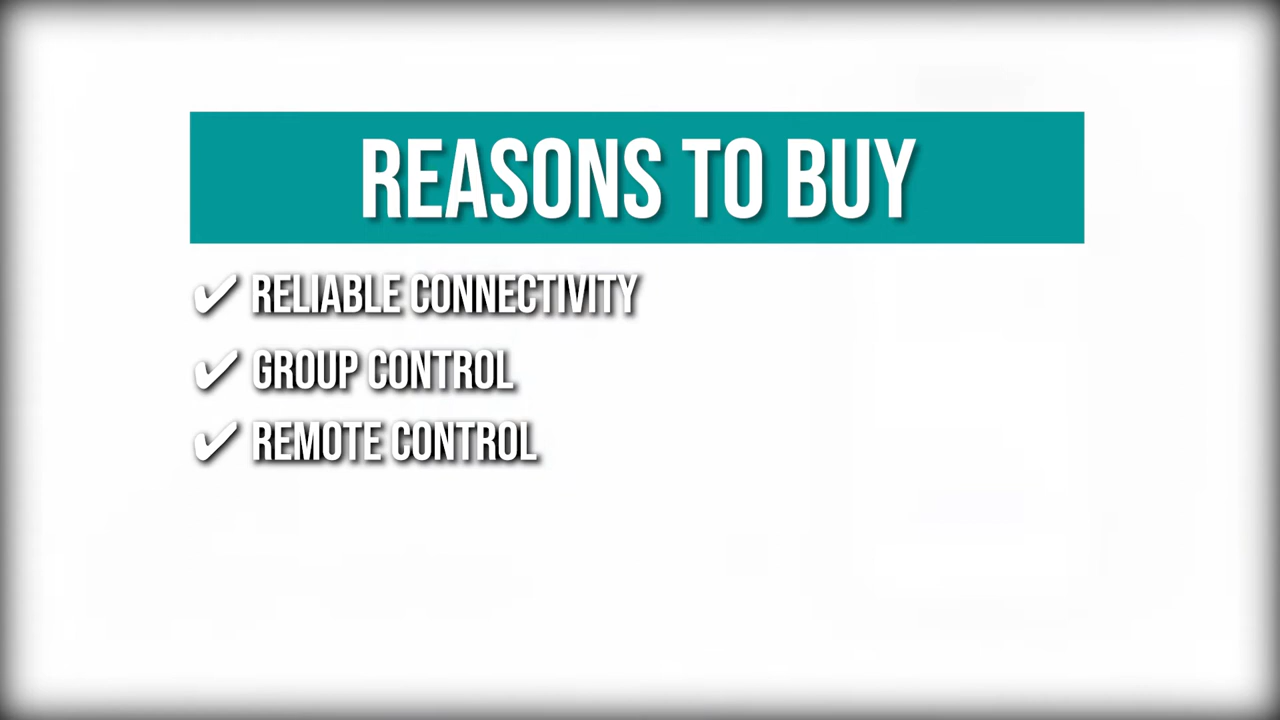 REASONS TO BUY
✔ RELIABLE CONNECTIVITY
✔ GROUP CONTROL
✔ REMOTE CONTROL